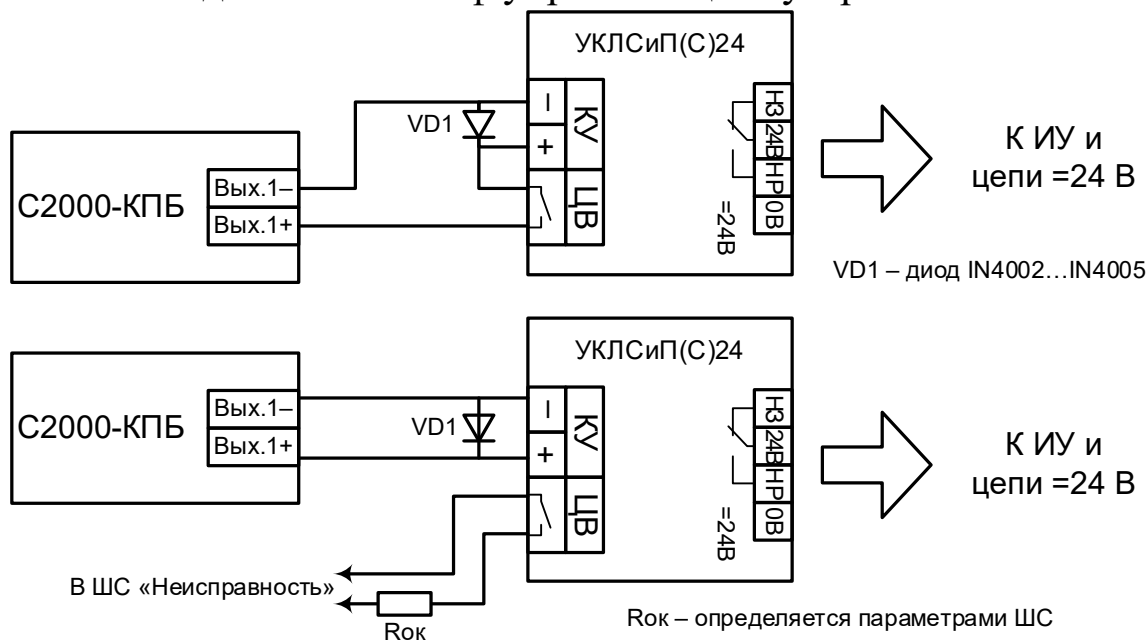 УКЛСиП(С)24
С2000-КПБ
Вых.1–
Вых.1+
VD1
–
+
КУ
ЦВ
НЗ
24В
НР
0В
=24В
К ИУ и
цепи =24 В
VD1 – диод IN4002...IN4005
УКЛСиП(С)24
С2000-КПБ
Вых.1–
Вых.1+
VD1
–
+
КУ
ЦВ
НЗ
24В
НР
0В
=24В
К ИУ и
цепи =24 В
В ШС «Неисправность»
Rок
Rок – определяется параметрами ШС